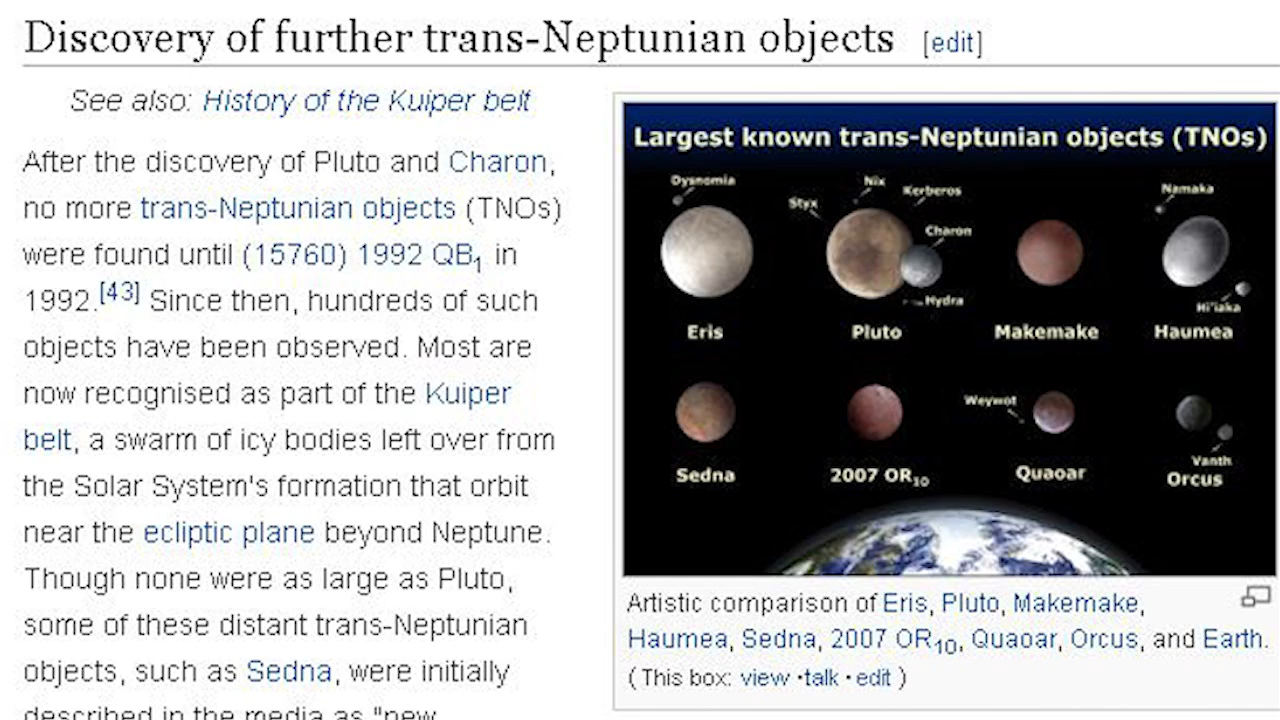 Discovery of further trans-Neptunian objects [edit]
See also: History of the Kuiper belt
After the discovery of Pluto and Charon,
no more trans-Neptunian objects (TNOs)
were found until (15760) 1992 QB1 in
1992.[43] Since then, hundreds of such
objects have been observed. Most are
now recognised as part of the Kuiper
belt, a swarm of icy bodies left over from
the Solar System's formation that orbit
near the ecliptic plane beyond Neptune.
Though none were as large as Pluto,
some of these distant trans-Neptunian
objects, such as Sedna, were initially
described in the media as "new
Largest known trans-Neptunian objects (TNOs)
Dysnomia
Nix
Kerberos
Styx
Charon
Hydra
Namaka
Hi'iaka
Eris Pluto Makemake Haumea
Weywot
Vanth
Sedna 2007 OR10 Quaoar Orcus
Artistic comparison of Eris, Pluto, Makemake,
Haumea, Sedna, 2007 OR10, Quaoar, Orcus, and Earth.
( This box: view •talk • edit )